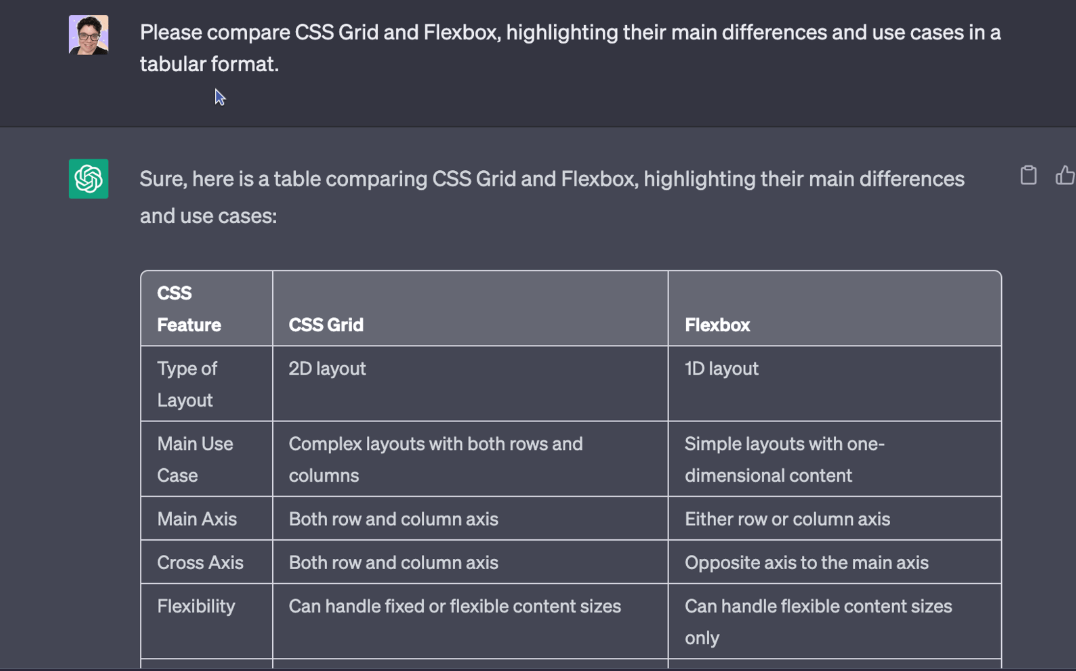 Please compare CSS Grid and Flexbox, highlighting their main differences and use cases in a
tabular format.
Sure, here is a table comparing CSS Grid and Flexbox, highlighting their main differences
and use cases:
CSS
Feature CSS Grid Flexbox
Type of 2D layout 1D layout
Layout
Main Use Complex layouts with both rows and Simple layouts with one-
Case columns dimensional content
Main Axis Both row and column axis Either row or column axis
Cross Axis Both row and column axis Opposite axis to the main axis
Flexibility Can handle fixed or flexible content sizes Can handle flexible content sizes
only